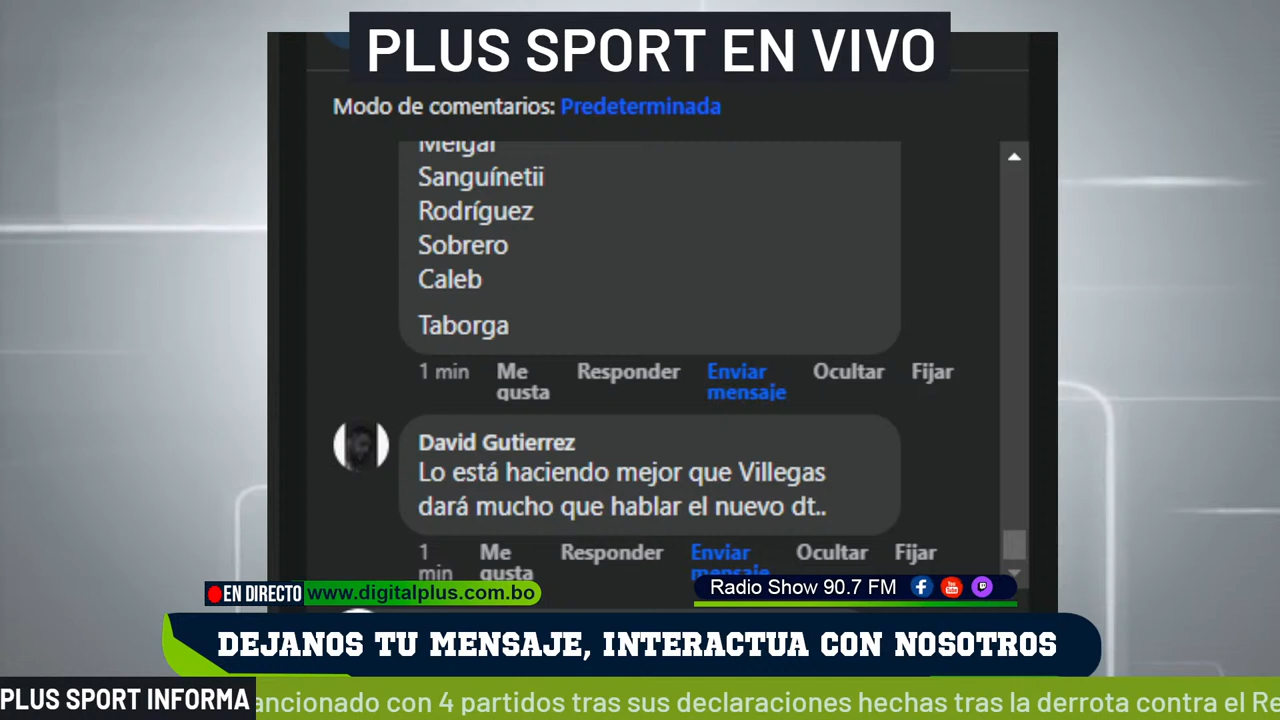 PLUS SPORT EN VIVO
Modo de comentarios: Predeterminada
Melgar
Sanguínetii
Rodríguez
Sobrero
Caleb
Taborga
1 min Me gusta Responder Enviar mensaje Ocultar Fijar
David Gutierrez
Lo está haciendo mejor que Villegas
dará mucho que hablar el nuevo dt..
1 min Me gusta Responder Enviar mensaje Ocultar Fijar
EN DIRECTO www.digitalplus.com.bo
Radio Show 90.7 FM
DEJANOS TU MENSAJE, INTERACTUA CON NOSOTROS
PLUS SPORT INFORMA ancionado con 4 partidos tras sus declaraciones hechas tras la derrota contra el Re